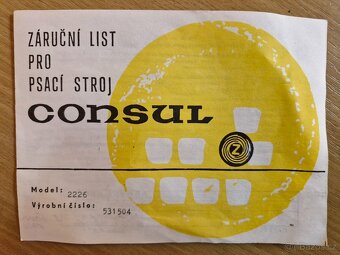 ZÁRUČNÍ LIST
PRO
PSACÍ STROJ
consul
Z
Model: 2226
Výrobní číslo: 531504